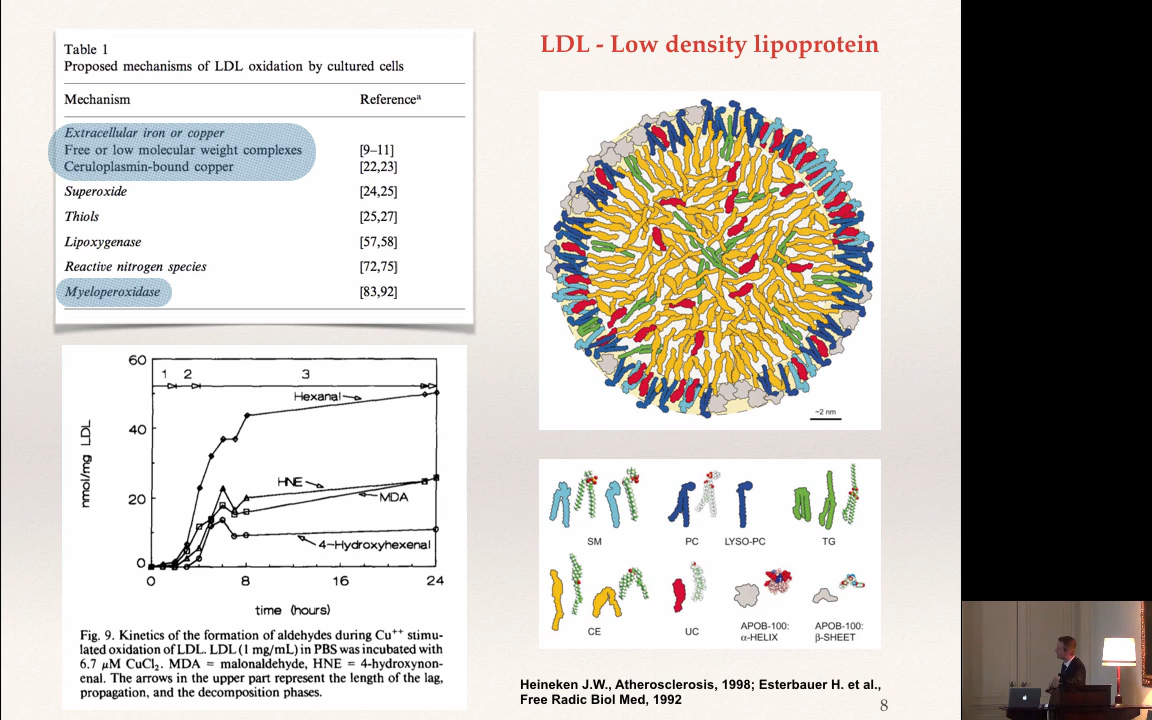 LDL - Low density lipoprotein
Table 1
Proposed mechanisms of LDL oxidation by cultured cells
Mechanism Referenceᵃ
Extracellular iron or copper
Free or low molecular weight complexes [9–11]
Ceruloplasmin-bound copper [22,23]
Superoxide [24,25]
Thiols [25,27]
Lipoxygenase [57,58]
Reactive nitrogen species [72,75]
Myeloperoxidase [83,92]
~2 nm
60
1 2 3
Hexanal
40
nmol/mg LDL
HNE
20
MDA
4-Hydroxyhexenal
0
0 8 16 24
time (hours)
Fig. 9. Kinetics of the formation of aldehydes during Cu⁺⁺ stimu-
lated oxidation of LDL. LDL (1 mg/mL) in PBS was incubated with
6.7 μM CuCl₂. MDA = malonaldehyde, HNE = 4-hydroxynon-
enal. The arrows in the upper part represent the length of the lag,
propagation, and the decomposition phases.
SM PC LYSO-PC TG
CE UC APOB-100: α-HELIX APOB-100: β-SHEET
Heineken J.W., Atherosclerosis, 1998; Esterbauer H. et al.,
Free Radic Biol Med, 1992
8